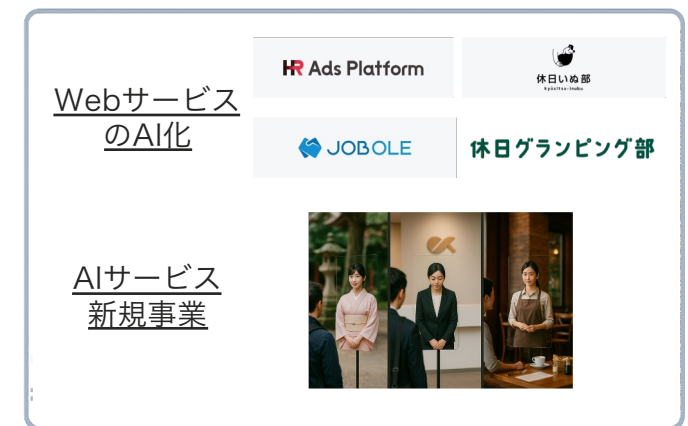 Webサービス
のAI化
HR Ads Platform
休日いぬ部
kyūzitsu-inubu
JOBOLE
休日グランピング部
AIサービス
新規事業